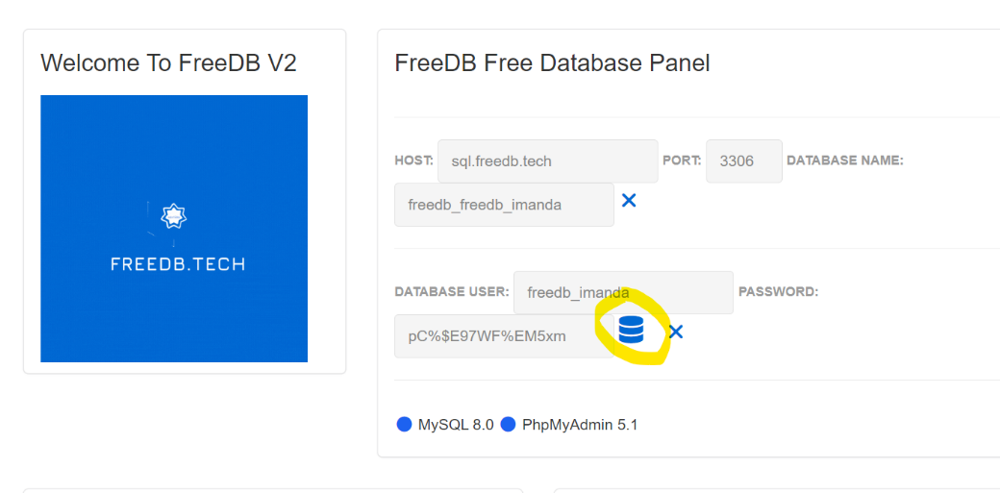 Welcome To FreeDB V2
FREEDB.TECH
FreeDB Free Database Panel
HOST: sql.freedb.tech PORT: 3306 DATABASE NAME:
freedb_freedb_imanda
DATABASE USER: freedb_imanda PASSWORD:
pC%$E97WF%EM5xm
MySQL 8.0 PhpMyAdmin 5.1